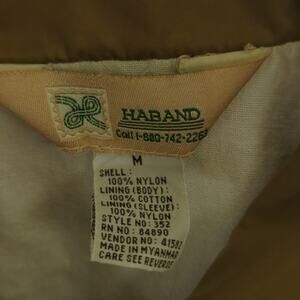 HABAND
Call 1-800-742-2263
M
SHELL:
100% NYLON
LINING (BODY):
100% COTTON
LINING (SLEEVE):
100% NYLON
STYLE NO: 352
RN NO: 84890
VENDOR NO: 41582
MADE IN MYANMAR
CARE SEE REVERSE